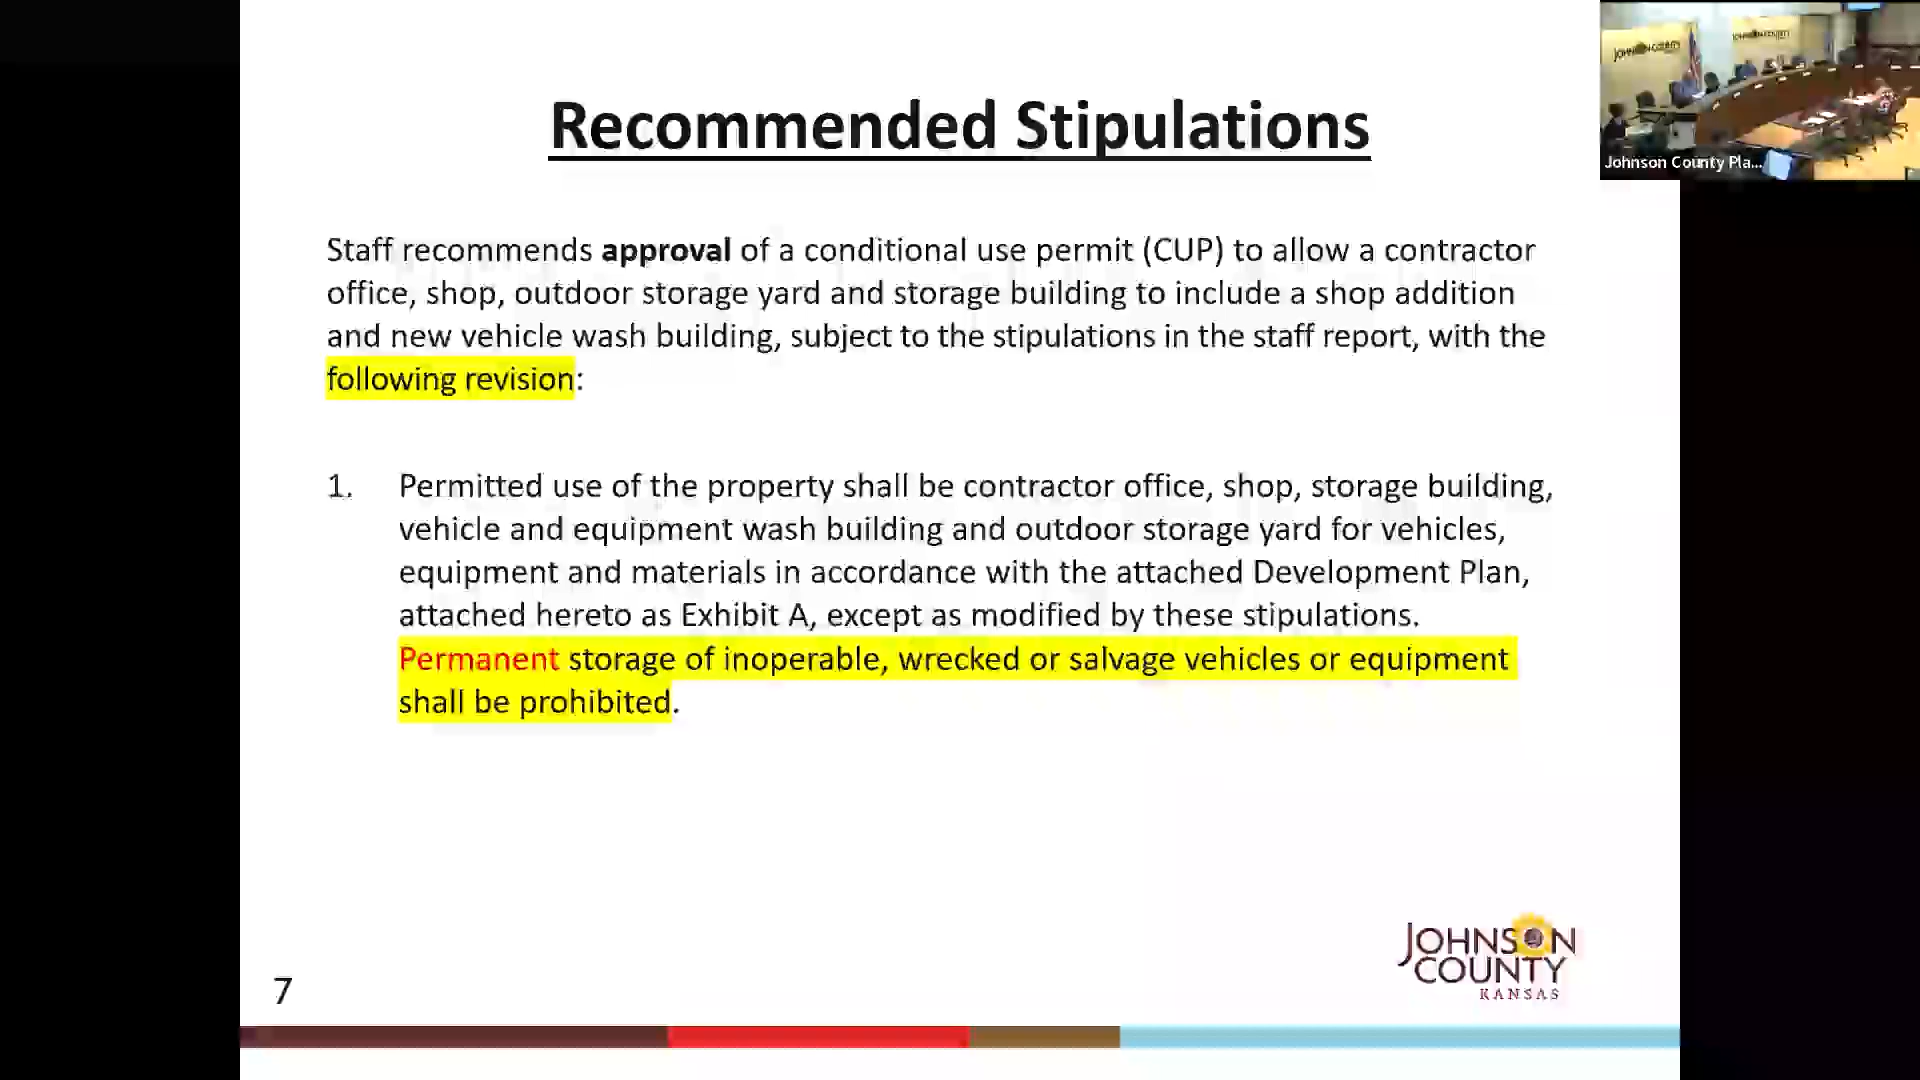 Recommended Stipulations
Staff recommends approval of a conditional use permit (CUP) to allow a contractor
office, shop, outdoor storage yard and storage building to include a shop addition
and new vehicle wash building, subject to the stipulations in the staff report, with the
following revision:
1. Permitted use of the property shall be contractor office, shop, storage building,
vehicle and equipment wash building and outdoor storage yard for vehicles,
equipment and materials in accordance with the attached Development Plan,
attached hereto as Exhibit A, except as modified by these stipulations.
Permanent storage of inoperable, wrecked or salvage vehicles or equipment
shall be prohibited.
7
JOHNSON
COUNTY
KANSAS
JOHNSON COUNTY
JOHNSON COUNTY
Johnson County Pla...